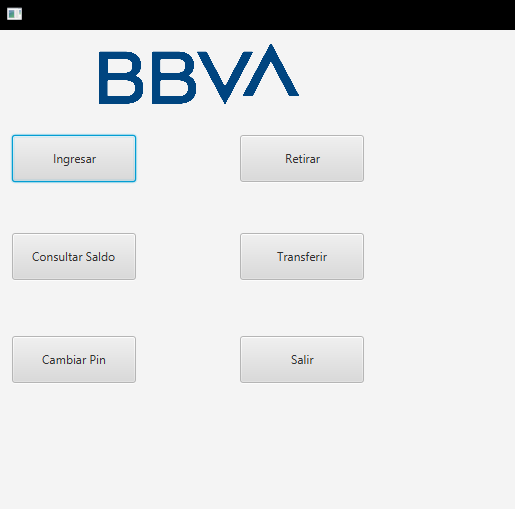 BBVA
Ingresar
Retirar
Consultar Saldo
Transferir
Cambiar Pin
Salir